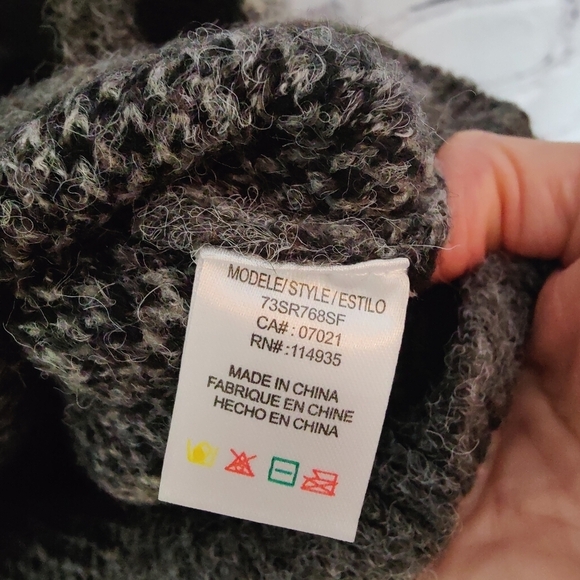 MODELE/STYLE/ESTILO
73SR768SF
CA# : 07021
RN# :114935
MADE IN CHINA
FABRIQUE EN CHINE
HECHO EN CHINA